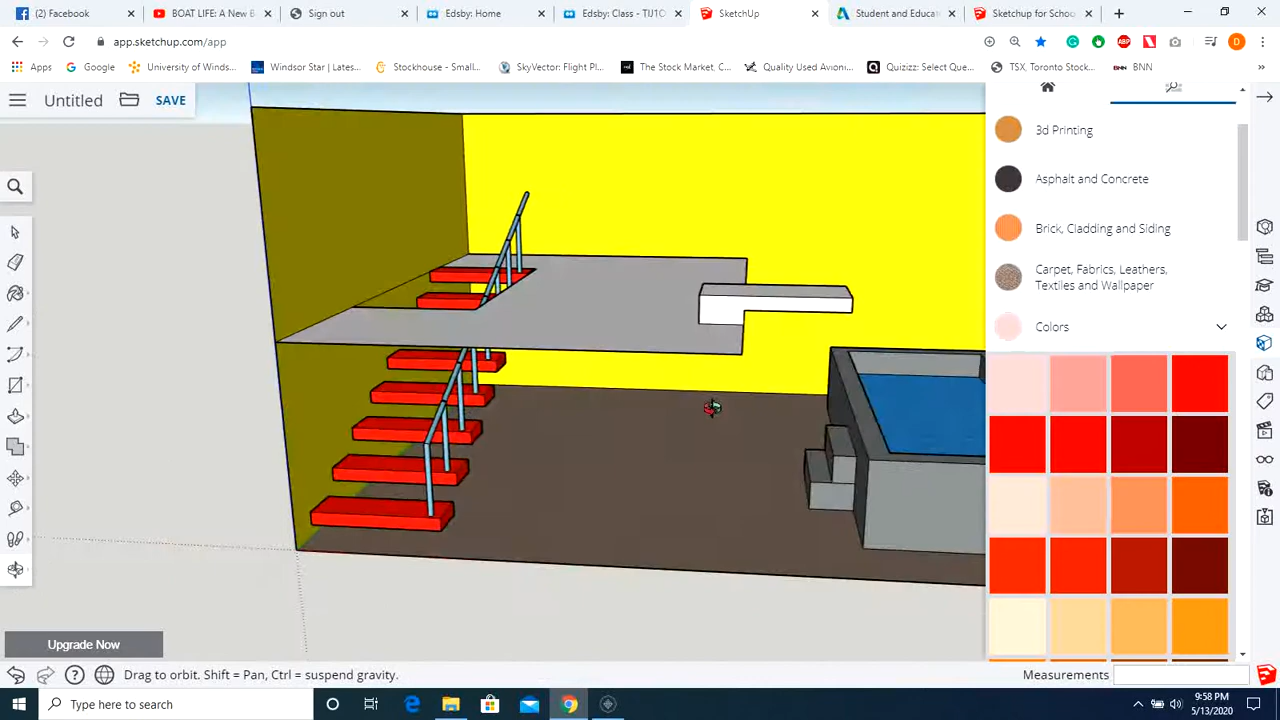 (2) Facebook
BOAT LIFE: A New B
Sign out
Edsby: Home
Edsby: Class - TIJ1C
SketchUp
Student and Educat
Sketchup for Schoo
app.sketchup.com/app
Apps
Google
University of Winds...
Windsor Star | Lates...
Stockhouse - Small...
SkyVector: Flight Pl...
The Stock Market, C...
Quality Used Aviion...
Quizizz: Select Que...
TSX, Toronto Stock...
BNN
BNN
»
Untitled
SAVE
3d Printing
Asphalt and Concrete
Brick, Cladding and Siding
Carpet, Fabrics, Leathers,
Textiles and Wallpaper
Colors
Upgrade Now
Drag to orbit. Shift = Pan, Ctrl = suspend gravity.
Measurements
Type here to search
9:58 PM
5/13/2020